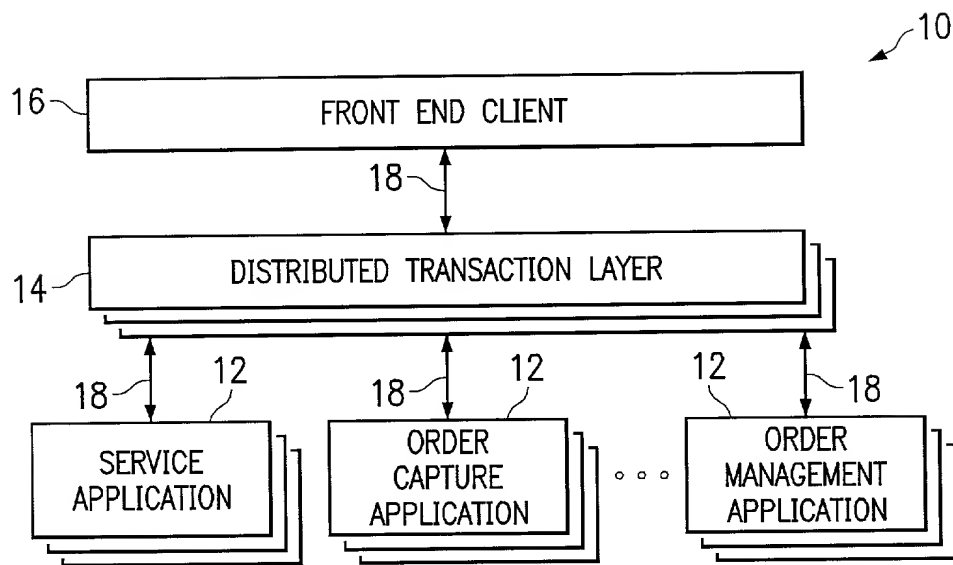 10
16
FRONT END CLIENT
18
14
DISTRIBUTED TRANSACTION LAYER
18
12
18
12
12
18
SERVICE
APPLICATION
ORDER
CAPTURE
APPLICATION
ORDER
MANAGEMENT
APPLICATION